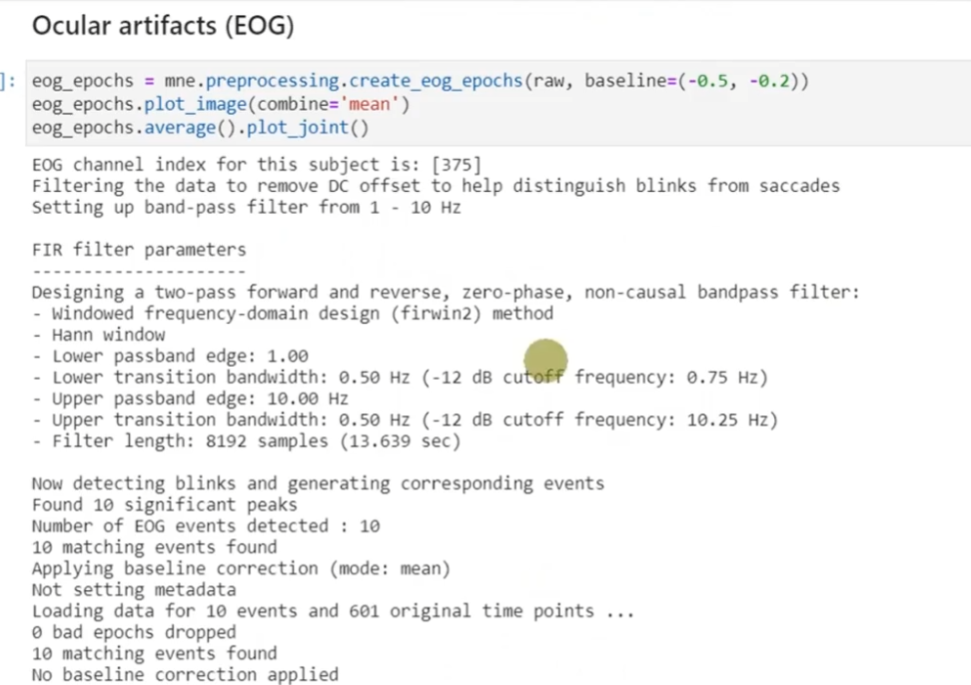 Ocular artifacts (EOG)
]: eog_epochs = mne.preprocessing.create_eog_epochs(raw, baseline=(-0.5, -0.2))
eog_epochs.plot_image(combine='mean')
eog_epochs.average().plot_joint()
EOG channel index for this subject is: [375]
Filtering the data to remove DC offset to help distinguish blinks from saccades
Setting up band-pass filter from 1 - 10 Hz
FIR filter parameters
---------------------
Designing a two-pass forward and reverse, zero-phase, non-causal bandpass filter:
- Windowed frequency-domain design (firwin2) method
- Hann window
- Lower passband edge: 1.00
- Lower transition bandwidth: 0.50 Hz (-12 dB cutoff frequency: 0.75 Hz)
- Upper passband edge: 10.00 Hz
- Upper transition bandwidth: 0.50 Hz (-12 dB cutoff frequency: 10.25 Hz)
- Filter length: 8192 samples (13.639 sec)
Now detecting blinks and generating corresponding events
Found 10 significant peaks
Number of EOG events detected : 10
10 matching events found
Applying baseline correction (mode: mean)
Not setting metadata
Loading data for 10 events and 601 original time points ...
0 bad epochs dropped
10 matching events found
No baseline correction applied